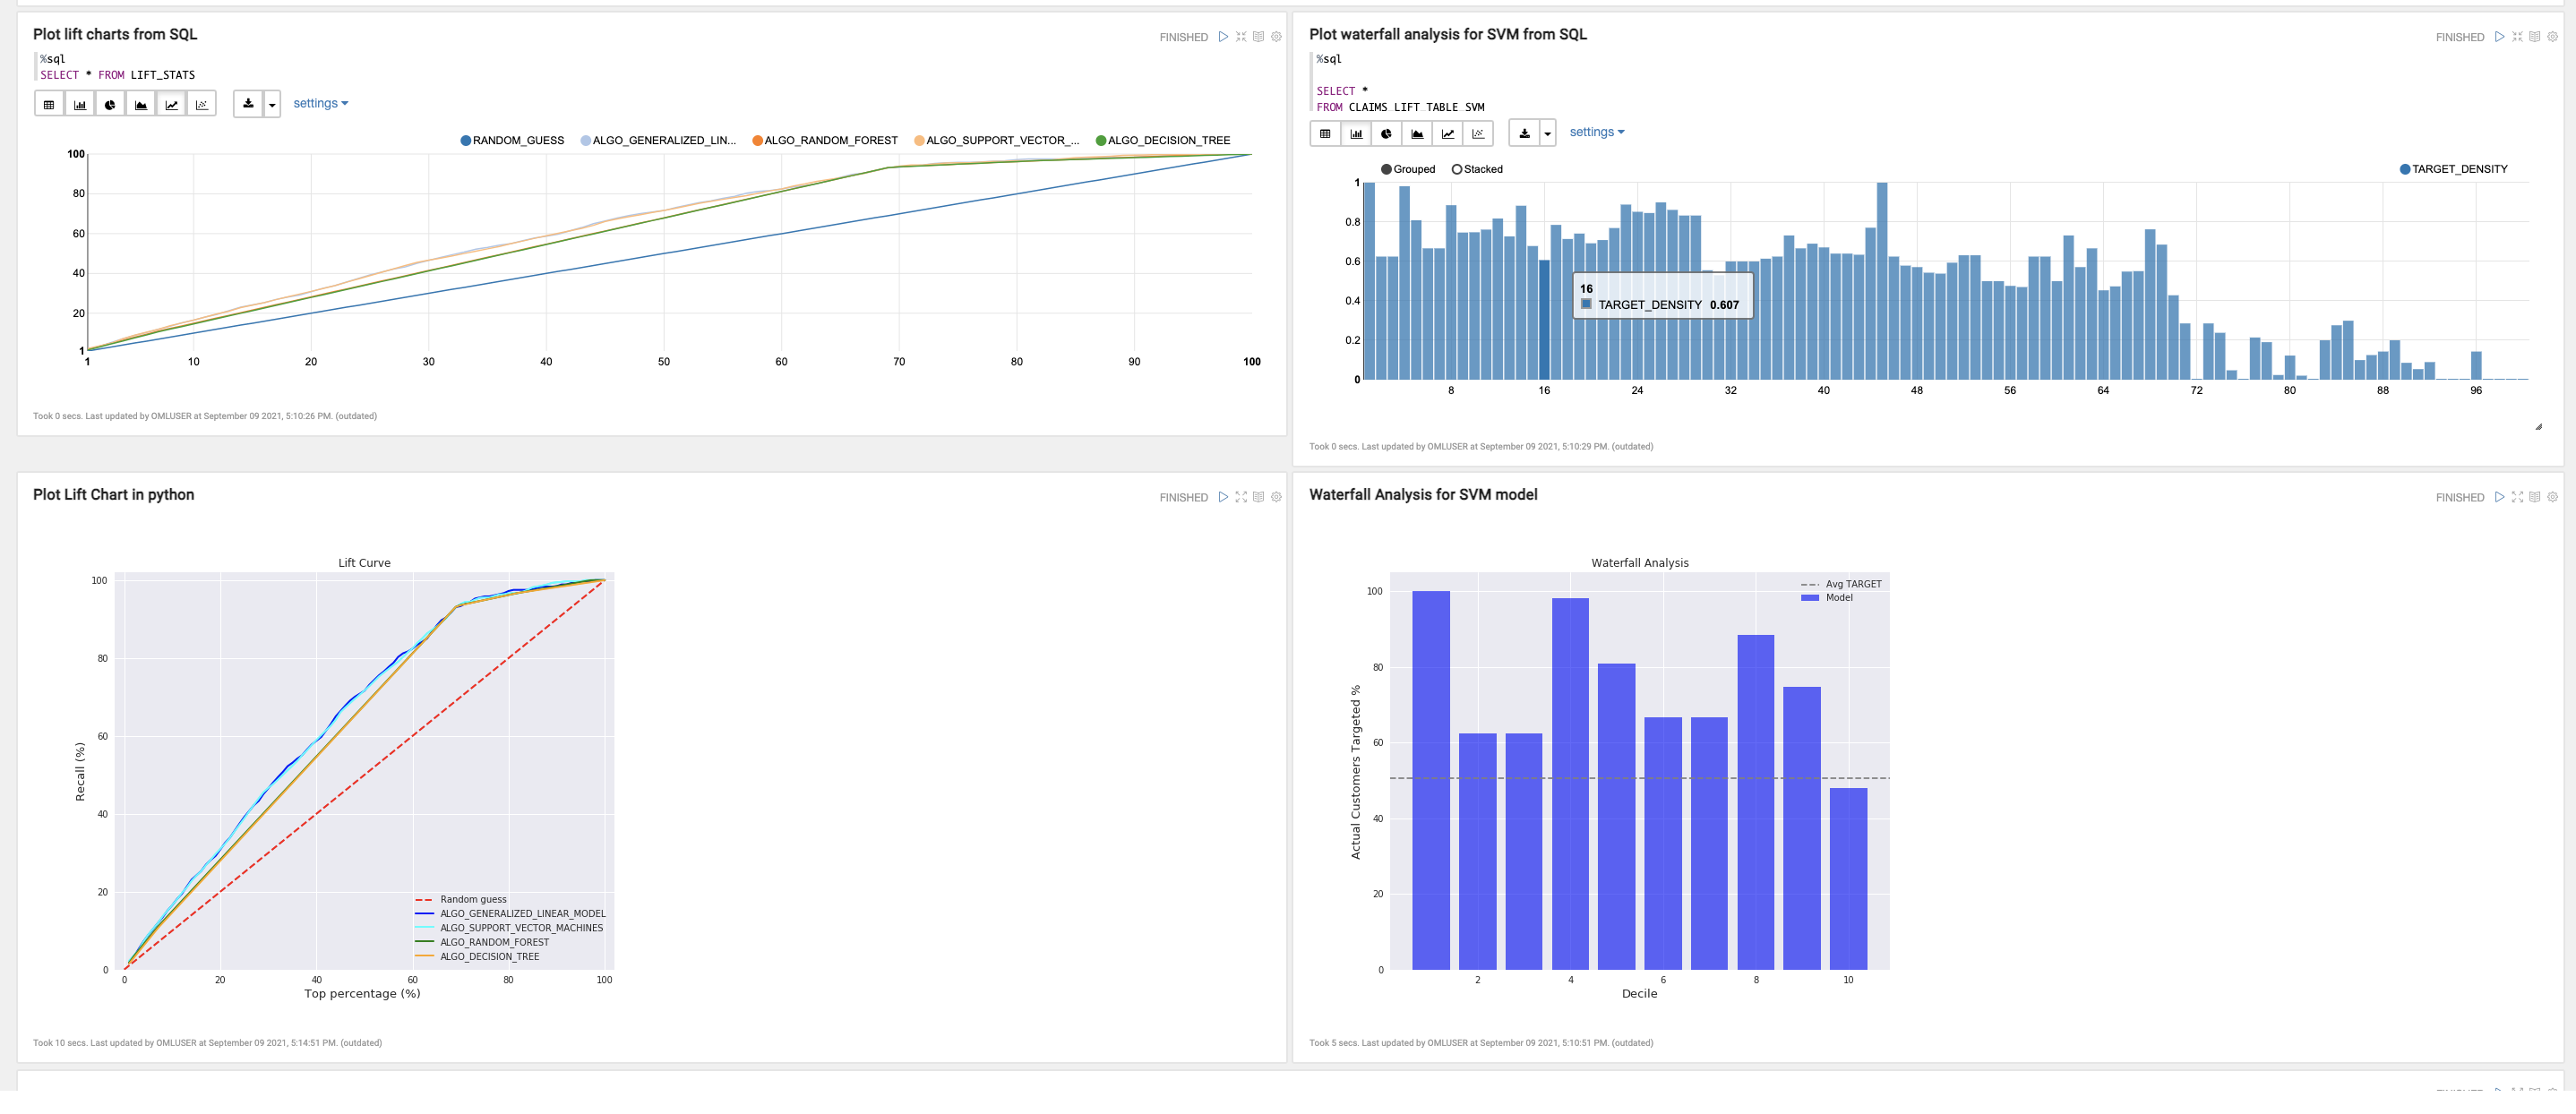 Plot lift charts from SQL
FINISHED
%sql
SELECT * FROM LIFT_STATS
settings
RANDOM_GUESS ALGO_GENERALIZED_LIN... ALGO_RANDOM_FOREST ALGO_SUPPORT_VECTOR_... ALGO_DECISION_TREE
100
80
60
40
20
1
1 10 20 30 40 50 60 70 80 90 100
Took 0 secs. Last updated by OMLUSER at September 09 2021, 5:10:26 PM. (outdated)
Plot waterfall analysis for SVM from SQL
FINISHED
%sql
SELECT *
FROM CLAIMS_LIFT_TABLE_SVM
settings
Grouped Stacked TARGET_DENSITY
1
0.8
0.6
0.4
0.2
0
16
TARGET_DENSITY 0.607
8 16 24 32 40 48 56 64 72 80 88 96
Took 0 secs. Last updated by OMLUSER at September 09 2021, 5:10:29 PM. (outdated)
Plot Lift Chart in python
FINISHED
Lift Curve
100
80
60
40
20
0
Recall (%)
Random guess
ALGO_GENERALIZED_LINEAR_MODEL
ALGO_SUPPORT_VECTOR_MACHINES
ALGO_RANDOM_FOREST
ALGO_DECISION_TREE
0 20 40 60 80 100
Top percentage (%)
Took 10 secs. Last updated by OMLUSER at September 09 2021, 5:14:51 PM. (outdated)
Waterfall Analysis for SVM model
FINISHED
Waterfall Analysis
Avg TARGET
Model
100
80
60
40
20
0
Actual Customers Targeted %
2 4 6 8 10
Decile
Took 5 secs. Last updated by OMLUSER at September 09 2021, 5:10:51 PM. (outdated)